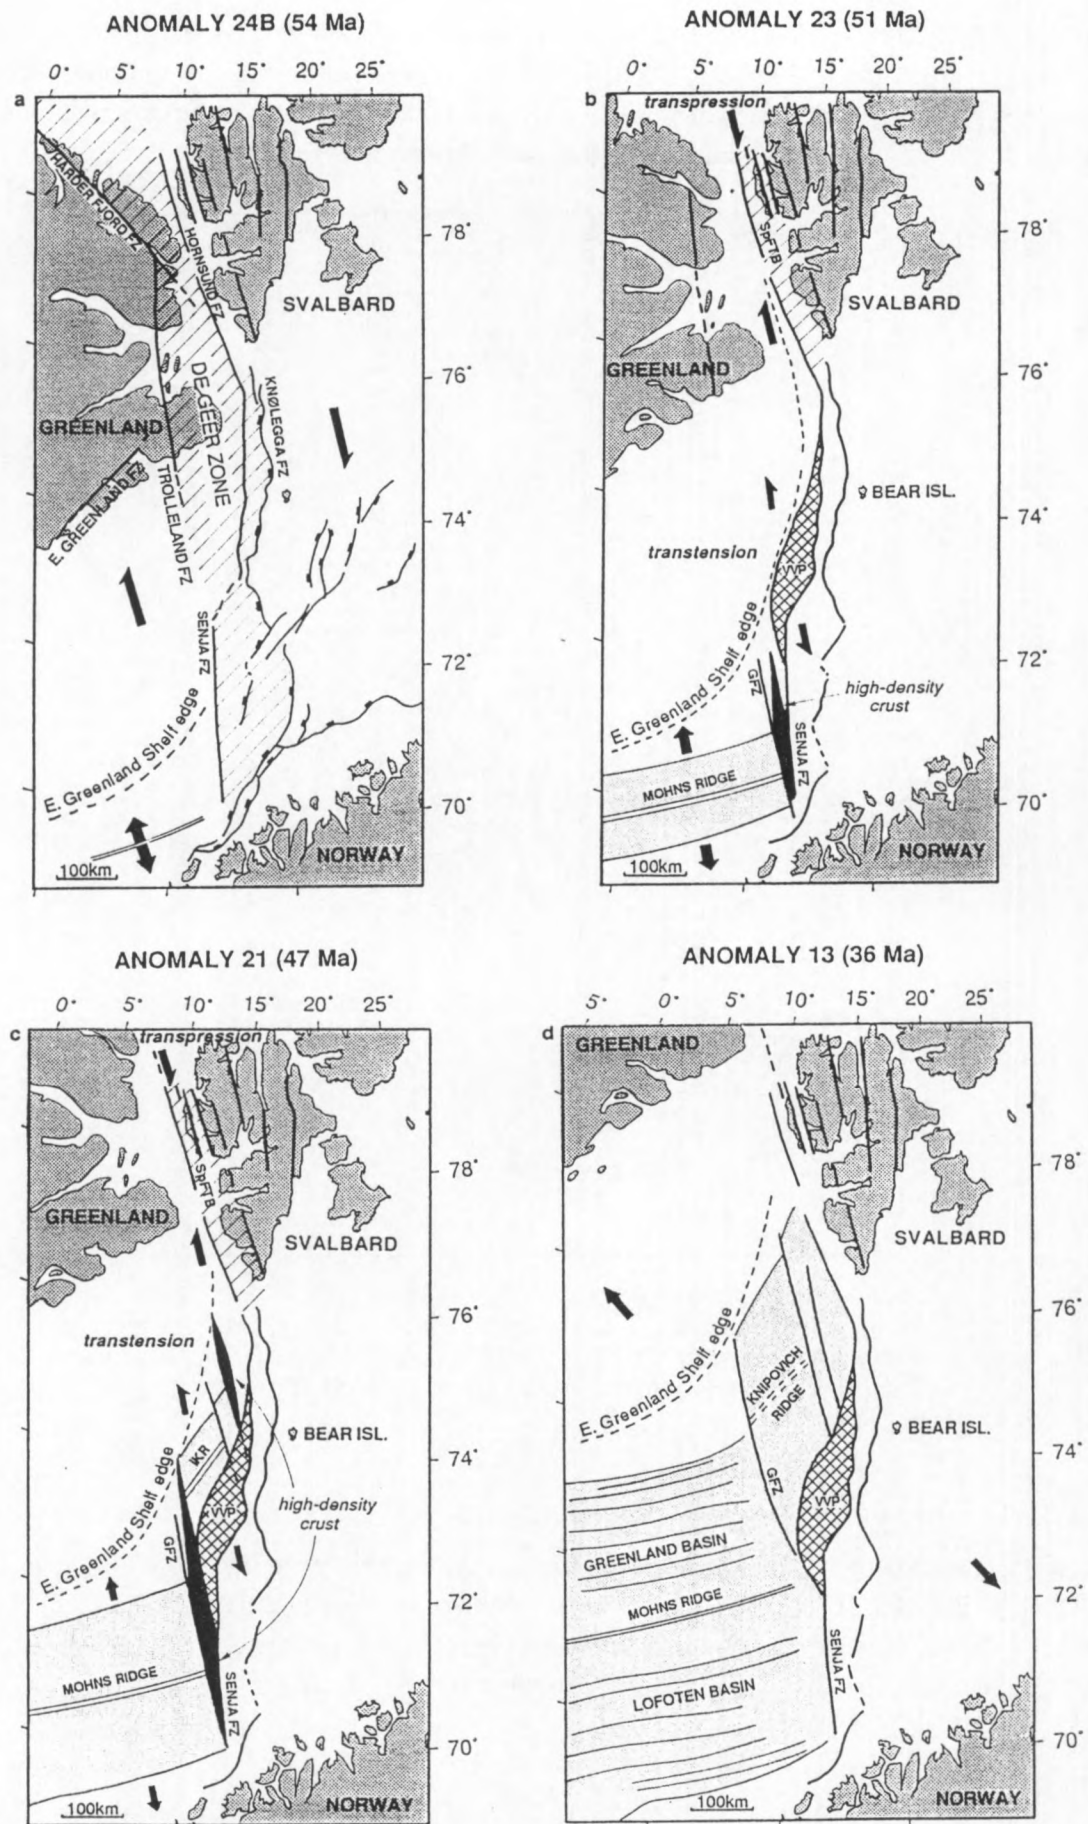 ANOMALY 24B (54 Ma)
0° 5° 10° 15° 20° 25°
a
HARDER FJORD FZ
HORNSUND FZ
78°
SVALBARD
DE GEER ZONE
KNØLEGGA FZ
76°
GREENLAND
E. GREENLAND FZ
TROLLELAND FZ
74°
SENJA FZ
72°
E. Greenland Shelf edge
70°
100km
NORWAY
ANOMALY 23 (51 Ma)
0° 5° 10° 15° 20° 25°
b
transpression
SpFTB
78°
SVALBARD
GREENLAND
76°
BEAR ISL.
74°
transtension
VVP
E. Greenland Shelf edge
72°
GFZ
high-density
crust
SENJA FZ
MOHNS RIDGE
70°
100km
NORWAY
ANOMALY 21 (47 Ma)
0° 5° 10° 15° 20° 25°
c
transpression
SpFTB
78°
GREENLAND
SVALBARD
76°
transtension
BEAR ISL.
IKR
74°
E. Greenland Shelf edge
VVP
high-density
crust
GFZ
72°
MOHNS RIDGE
SENJA FZ
70°
100km
NORWAY
ANOMALY 13 (36 Ma)
5° 0° 5° 10° 15° 20° 25°
d
GREENLAND
78°
SVALBARD
76°
E. Greenland Shelf edge
KNIPOVICH
RIDGE
BEAR ISL.
74°
GFZ
VVP
GREENLAND BASIN
72°
MOHNS RIDGE
SENJA FZ
LOFOTEN BASIN
70°
100km
NORWAY